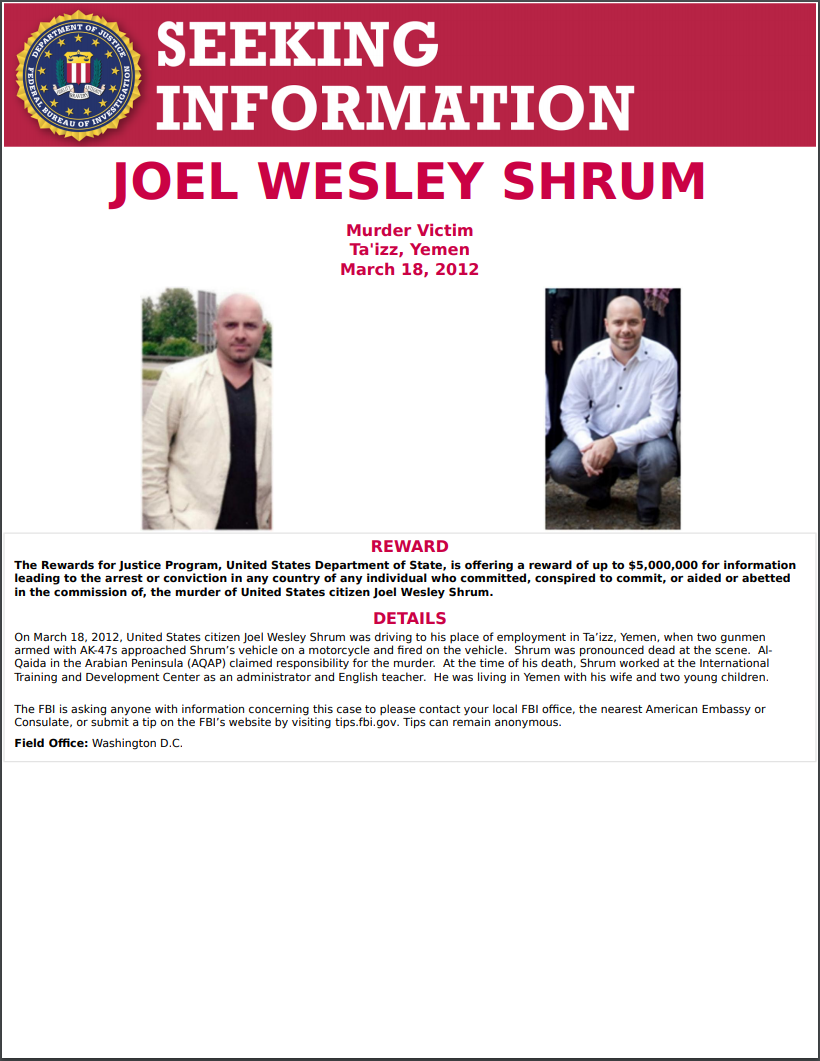 DEPARTMENT OF JUSTICE
FEDERAL BUREAU OF INVESTIGATION
SEEKING
INFORMATION
JOEL WESLEY SHRUM
Murder Victim
Ta'izz, Yemen
March 18, 2012
REWARD
The Rewards for Justice Program, United States Department of State, is offering a reward of up to $5,000,000 for information
leading to the arrest or conviction in any country of any individual who committed, conspired to commit, or aided or abetted
in the commission of, the murder of United States citizen Joel Wesley Shrum.
DETAILS
On March 18, 2012, United States citizen Joel Wesley Shrum was driving to his place of employment in Ta’izz, Yemen, when two gunmen
armed with AK-47s approached Shrum’s vehicle on a motorcycle and fired on the vehicle.  Shrum was pronounced dead at the scene.  Al-
Qaida in the Arabian Peninsula (AQAP) claimed responsibility for the murder.  At the time of his death, Shrum worked at the International
Training and Development Center as an administrator and English teacher.  He was living in Yemen with his wife and two young children.
The FBI is asking anyone with information concerning this case to please contact your local FBI office, the nearest American Embassy or
Consulate, or submit a tip on the FBI’s website by visiting tips.fbi.gov. Tips can remain anonymous.
Field Office: Washington D.C.